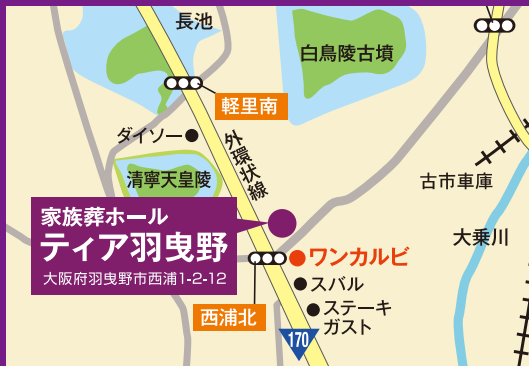 長池
白鳥陵古墳
軽里南
ダイソー
外環状線
清寧天皇陵
古市車庫
家族葬ホール
ティア羽曳野
大阪府羽曳野市西浦1-2-12
大乗川
ワンカルビ
スバル
西浦北
ステーキ
ガスト
170